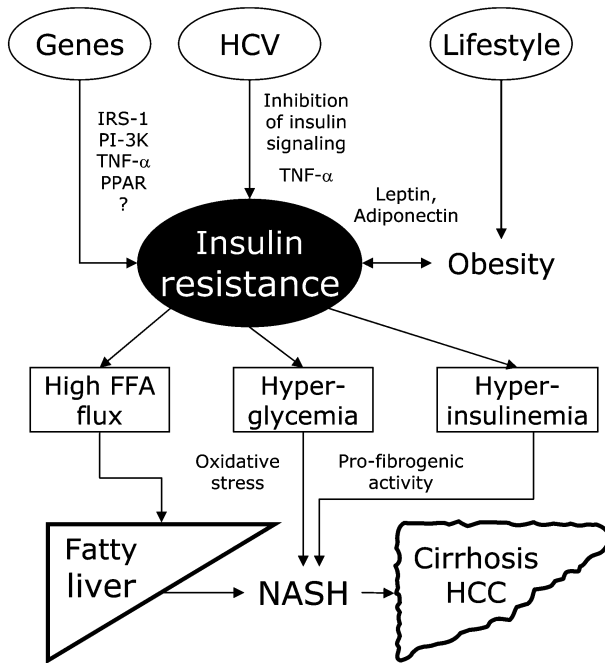 Genes
HCV
Lifestyle
IRS-1
PI-3K
TNF-α
PPAR
?
Inhibition
of insulin
signaling
TNF-α
Leptin,
Adiponectin
Insulin
resistance
Obesity
High FFA
flux
Hyper-
glycemia
Hyper-
insulinemia
Oxidative
stress
Pro-fibrogenic
activity
Fatty
liver
NASH
Cirrhosis
HCC